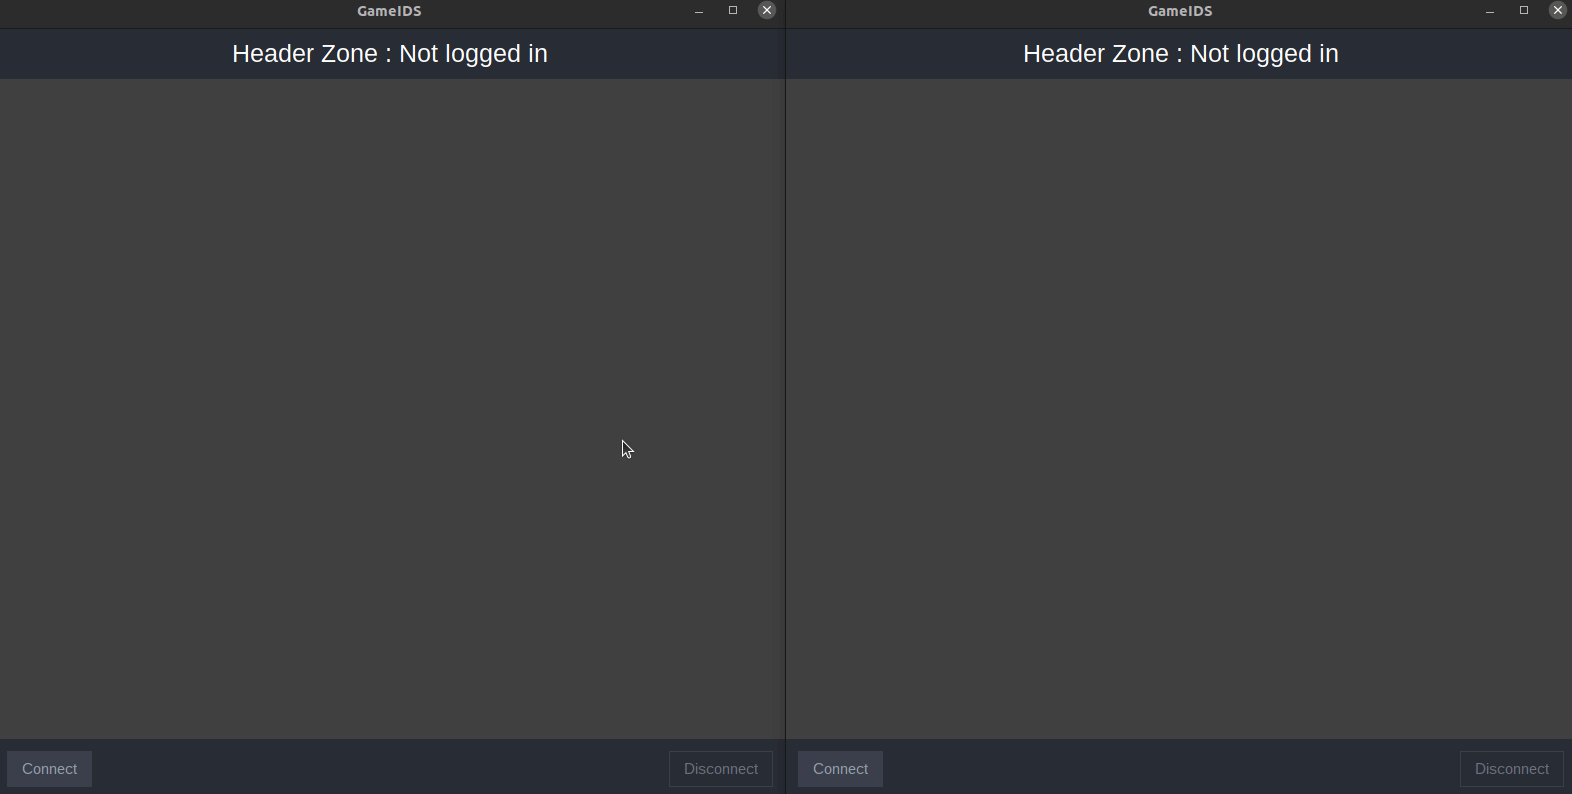 GameIDS
Header Zone : Not logged in
Connect
Disconnect
GameIDS
Header Zone : Not logged in
Connect
Disconnect